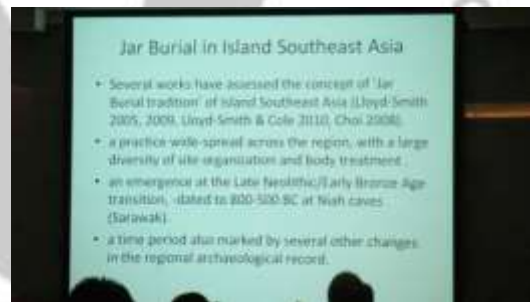 Jar Burial in Island Southeast Asia
• Several works have assessed the concept of 'Jar
Burial tradition' of Island Southeast Asia (Lloyd-Smith
2005, 2009, Lloyd-Smith & Cole 2010, Choi 2008).
• a practice wide-spread across the region, with a large
diversity of site organization and body treatment.
• an emergence at the Late Neolithic/Early Bronze Age
transition, -dated to 800-500 BC at Niah caves
(Sarawak).
• a time period also marked by several other changes
in the regional archaeological record.